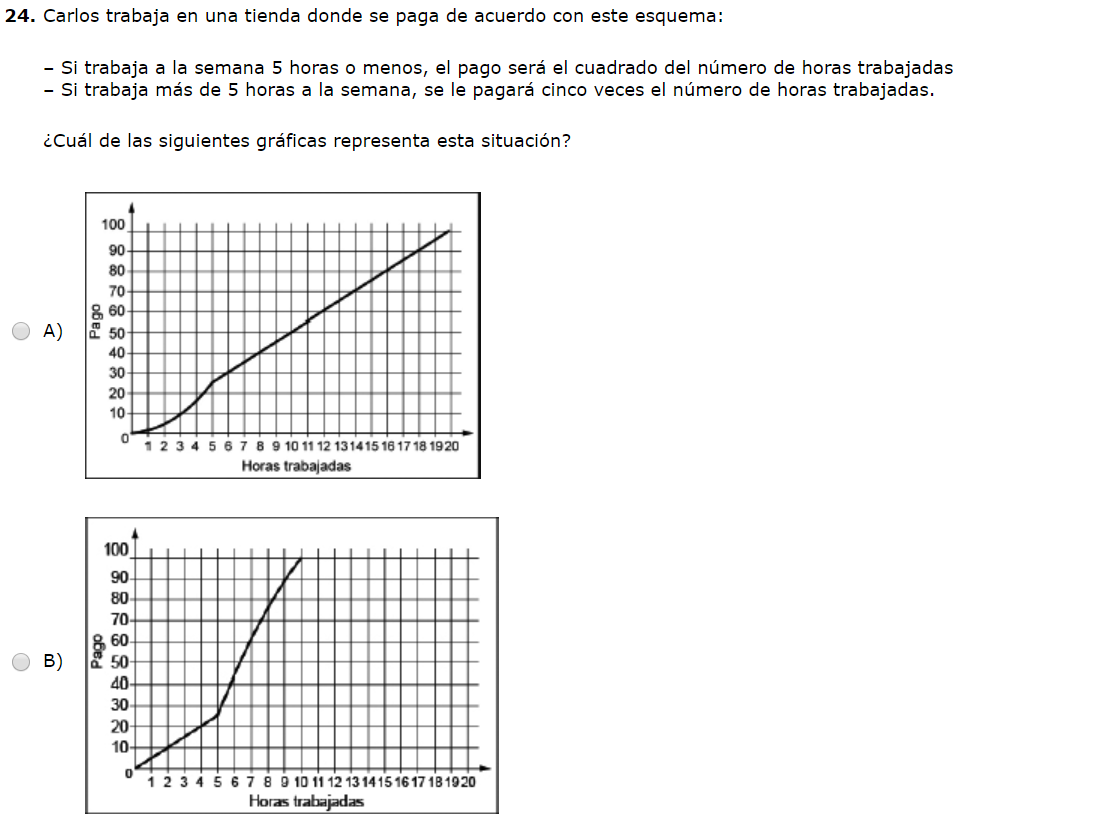 24. Carlos trabaja en una tienda donde se paga de acuerdo con este esquema:
– Si trabaja a la semana 5 horas o menos, el pago será el cuadrado del número de horas trabajadas
– Si trabaja más de 5 horas a la semana, se le pagará cinco veces el número de horas trabajadas.
¿Cuál de las siguientes gráficas representa esta situación?
A)
Pago
100
90
80
70
60
50
40
30
20
10
0
1 2 3 4 5 6 7 8 9 10 11 12 13 14 15 16 17 18 19 20
Horas trabajadas
B)
Pago
100
90
80
70
60
50
40
30
20
10
0
1 2 3 4 5 6 7 8 9 10 11 12 13 14 15 16 17 18 19 20
Horas trabajadas